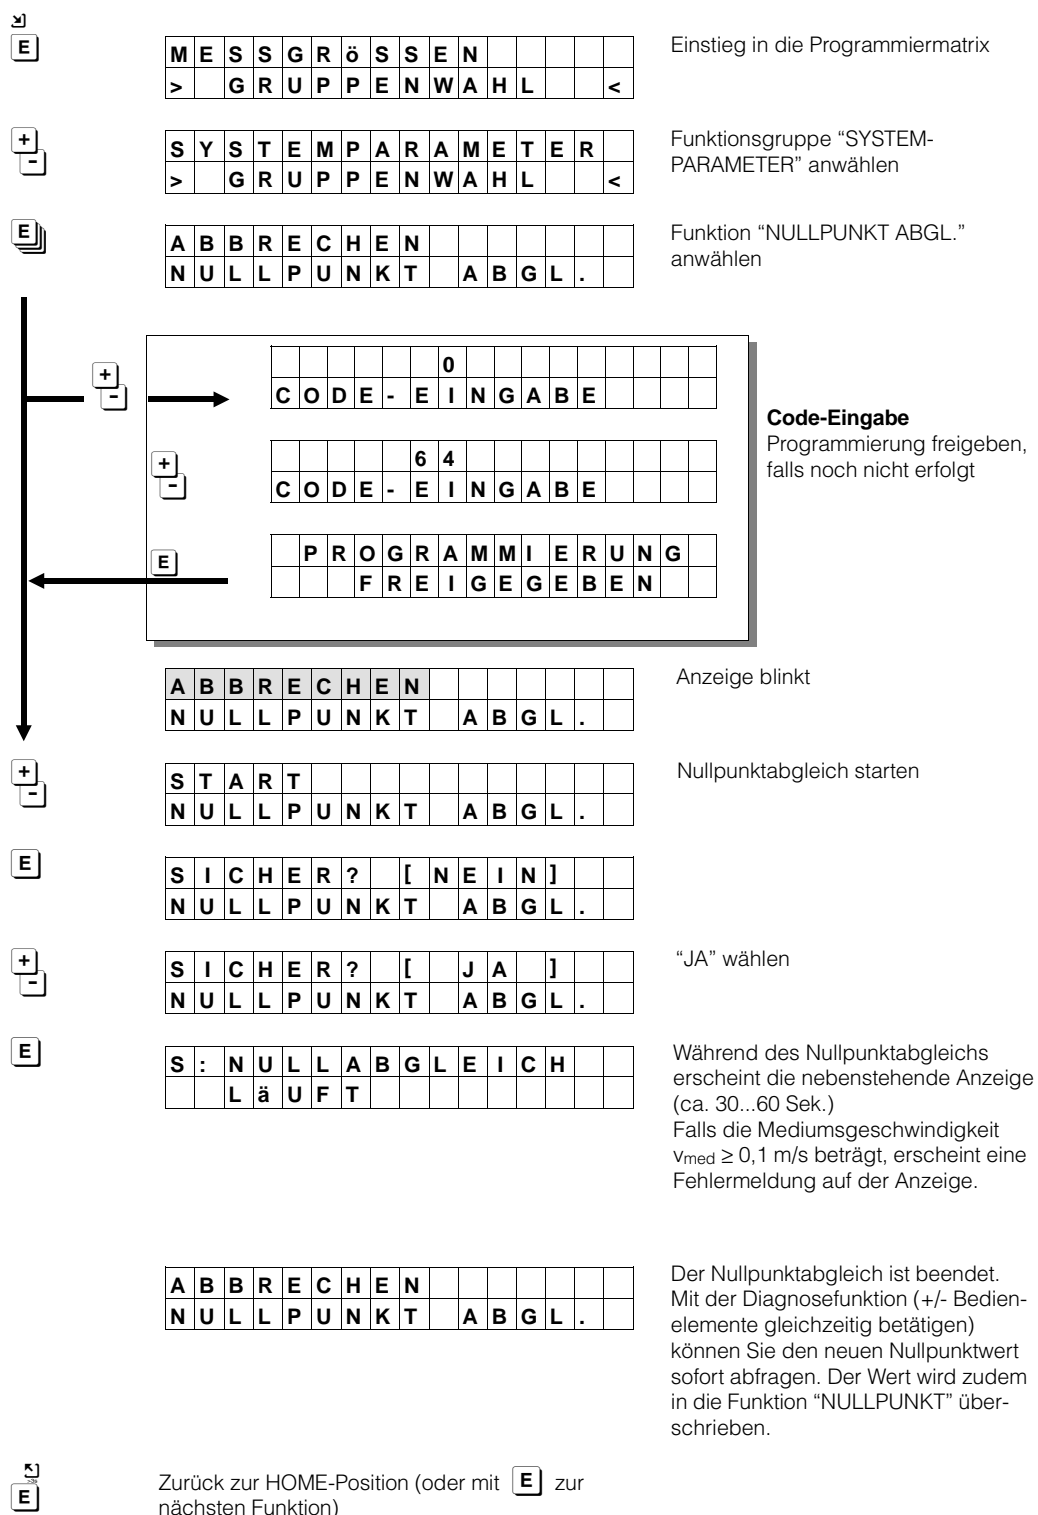 E
MESSGRöSSEN
> GRUPPENWAHL <
Einstieg in die Programmiermatrix
+
-
SYSTEMPARAMETER
> GRUPPENWAHL <
Funktionsgruppe “SYSTEM-
PARAMETER” anwählen
E
ABBRECHEN
NULLPUNKT ABGL.
Funktion “NULLPUNKT ABGL.”
anwählen
+
-
0
CODE-EINGABE
Code-Eingabe
Programmierung freigeben,
falls noch nicht erfolgt
+
-
64
CODE-EINGABE
E
PROGRAMMIERUNG
FREIGEGEBEN
ABBRECHEN
NULLPUNKT ABGL.
Anzeige blinkt
+
-
START
NULLPUNKT ABGL.
Nullpunktabgleich starten
E
SICHER? [NEIN]
NULLPUNKT ABGL.
+
-
SICHER? [ JA ]
NULLPUNKT ABGL.
“JA” wählen
E
S:NULLABGLEICH
LäUFT
Während des Nullpunktabgleichs
erscheint die nebenstehende Anzeige
(ca. 30...60 Sek.)
Falls die Mediumsgeschwindigkeit
vmed ≥ 0,1 m/s beträgt, erscheint eine
Fehlermeldung auf der Anzeige.
ABBRECHEN
NULLPUNKT ABGL.
Der Nullpunktabgleich ist beendet.
Mit der Diagnosefunktion (+/- Bedien-
elemente gleichzeitig betätigen)
können Sie den neuen Nullpunktwert
sofort abfragen. Der Wert wird zudem
in die Funktion “NULLPUNKT” über-
schrieben.
>3s
E
Zurück zur HOME-Position (oder mit E zur
nächsten Funktion)